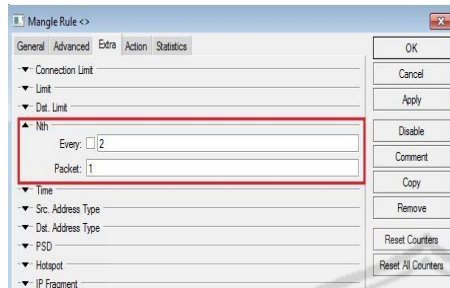 Mangle Rule <>
General Advanced Extra Action Statistics
OK
Connection Limit
Cancel
Limit
Apply
Dst. Limit
Nth
Disable
Every: 2
Comment
Packet: 1
Copy
Time
Remove
Src. Address Type
Dst. Address Type
Reset Counters
PSD
Hotspot
Reset All Counters
IP Fragment